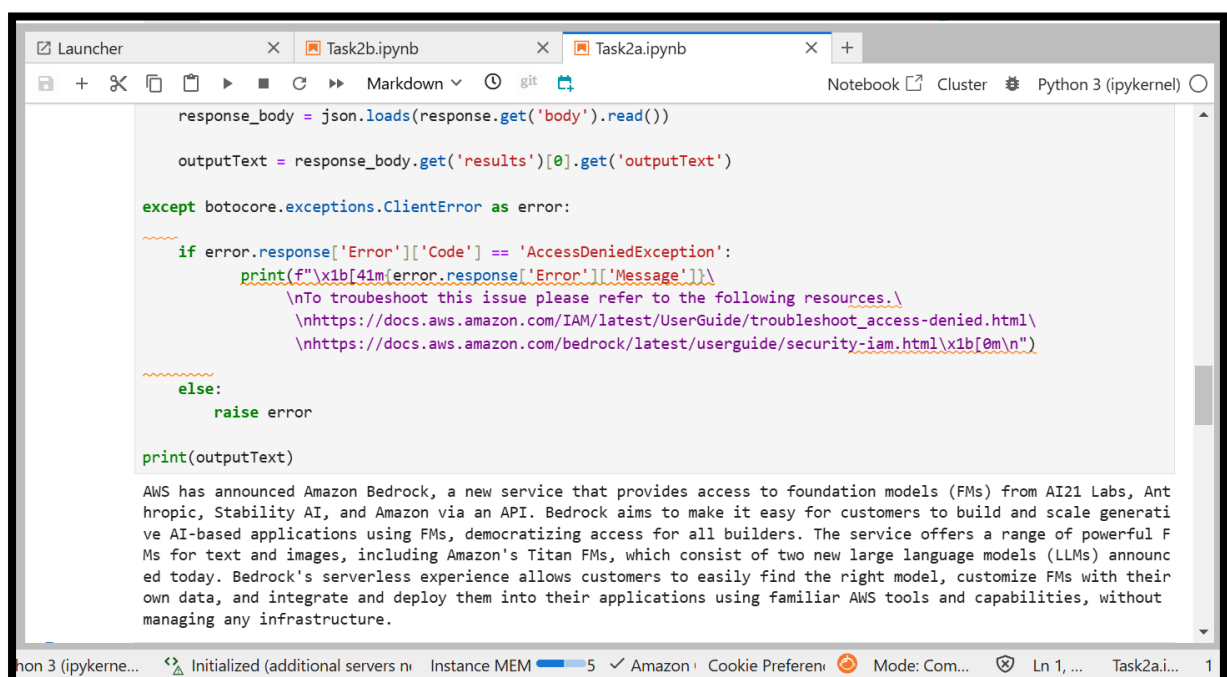 Launcher Task2b.ipynb Task2a.ipynb
Markdown git Notebook Cluster Python 3 (ipykernel)
response_body = json.loads(response.get('body').read())
outputText = response_body.get('results')[0].get('outputText')
except botocore.exceptions.ClientError as error:
if error.response['Error']['Code'] == 'AccessDeniedException':
print(f"\x1b[41m{error.response['Error']['Message']}\
\nTo troubeshoot this issue please refer to the following resources.\
\nhttps://docs.aws.amazon.com/IAM/latest/UserGuide/troubleshoot_access-denied.html\
\nhttps://docs.aws.amazon.com/bedrock/latest/userguide/security-iam.html\x1b[0m\n")
else:
raise error
print(outputText)
AWS has announced Amazon Bedrock, a new service that provides access to foundation models (FMs) from AI21 Labs, Ant
hropic, Stability AI, and Amazon via an API. Bedrock aims to make it easy for customers to build and scale generati
ve AI-based applications using FMs, democratizing access for all builders. The service offers a range of powerful F
Ms for text and images, including Amazon's Titan FMs, which consist of two new large language models (LLMs) announc
ed today. Bedrock's serverless experience allows customers to easily find the right model, customize FMs with their
own data, and integrate and deploy them into their applications using familiar AWS tools and capabilities, without
managing any infrastructure.
hon 3 (ipykerne... Initialized (additional servers n Instance MEM 5 Amazon Cookie Preferen Mode: Com... Ln 1, ... Task2a.i... 1